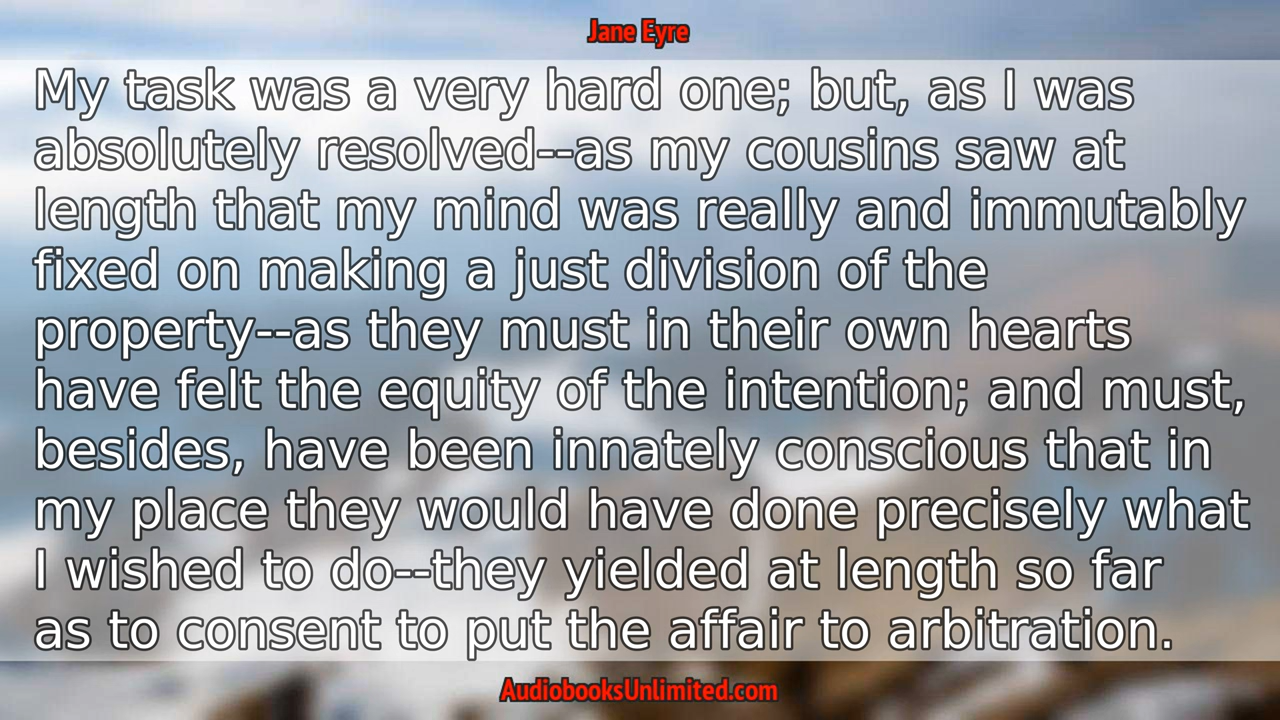 Jane Eyre
My task was a very hard one; but, as I was
absolutely resolved--as my cousins saw at
length that my mind was really and immutably
fixed on making a just division of the
property--as they must in their own hearts
have felt the equity of the intention; and must,
besides, have been innately conscious that in
my place they would have done precisely what
I wished to do--they yielded at length so far
as to consent to put the affair to arbitration.
AudiobooksUnlimited.com